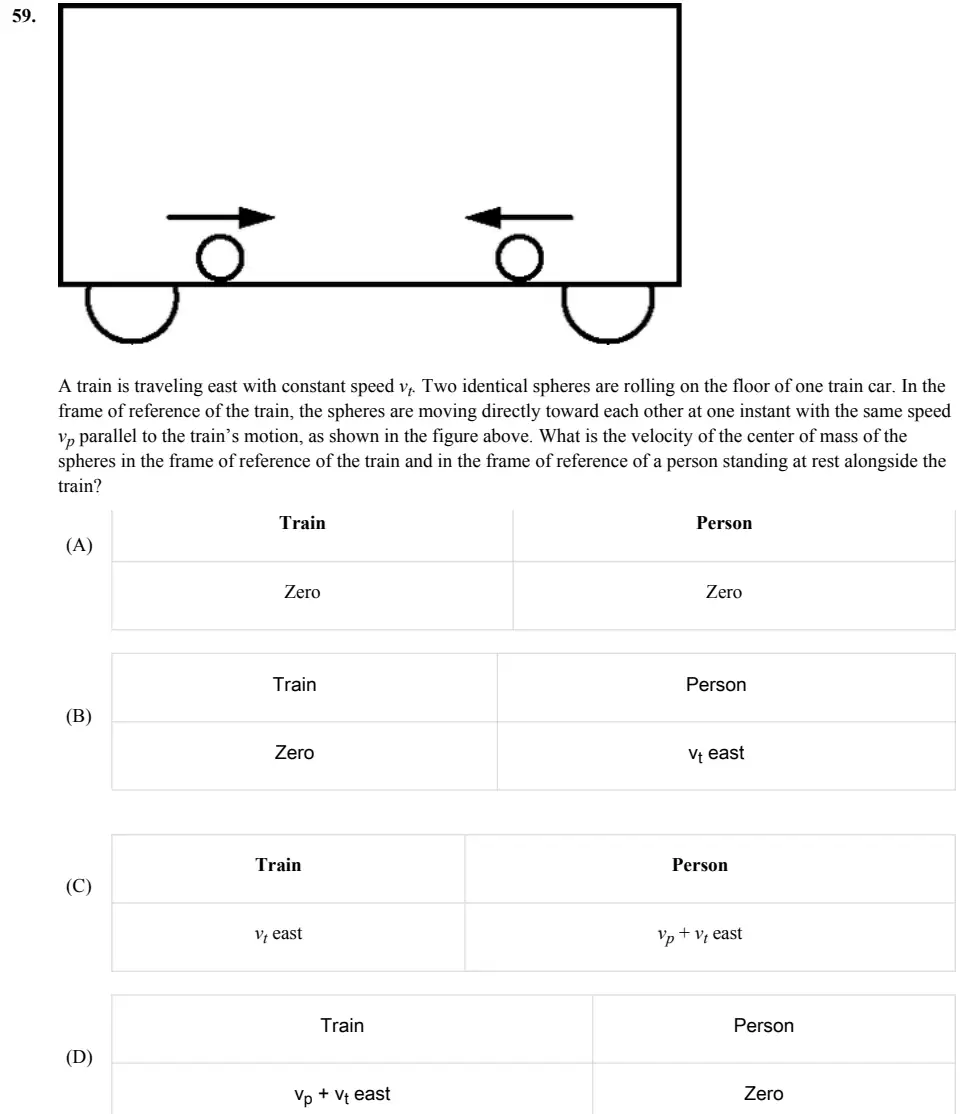 59.
A train is traveling east with constant speed vₜ. Two identical spheres are rolling on the floor of one train car. In the
frame of reference of the train, the spheres are moving directly toward each other at one instant with the same speed
vₚ parallel to the train’s motion, as shown in the figure above. What is the velocity of the center of mass of the
spheres in the frame of reference of the train and in the frame of reference of a person standing at rest alongside the
train?
(A)
Train Person
Zero Zero
(B)
Train Person
Zero vₜ east
(C)
Train Person
vₜ east vₚ + vₜ east
(D)
Train Person
vₚ + vₜ east Zero